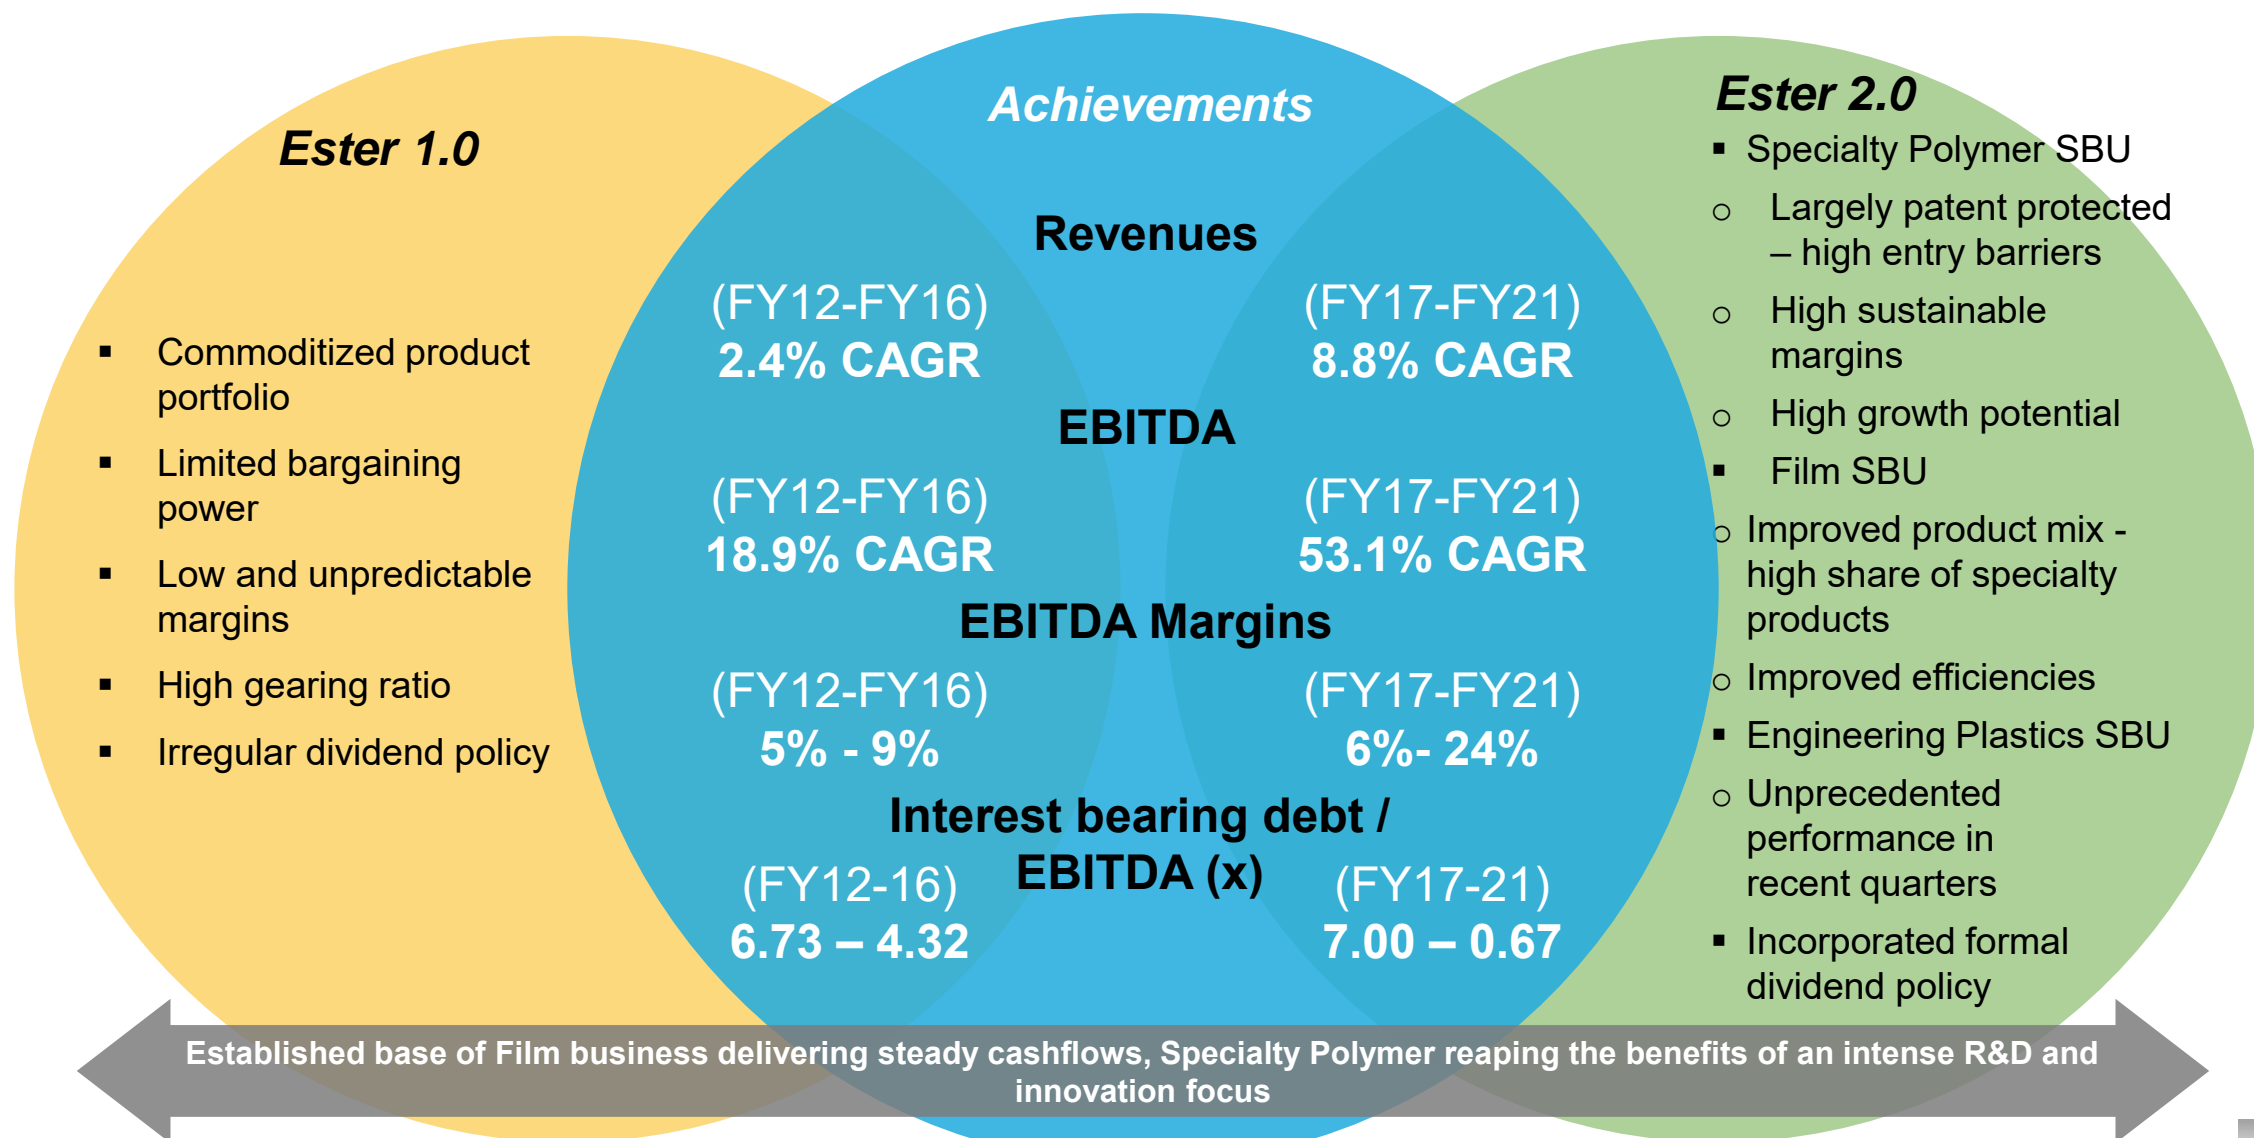 Ester 1.0
▪ Commoditized product
portfolio
▪ Limited bargaining
power
▪ Low and unpredictable
margins
▪ High gearing ratio
▪ Irregular dividend policy
Achievements
Revenues
(FY12-FY16) (FY17-FY21)
2.4% CAGR 8.8% CAGR
EBITDA
(FY12-FY16) (FY17-FY21)
18.9% CAGR 53.1% CAGR
EBITDA Margins
(FY12-FY16) (FY17-FY21)
5% - 9% 6%- 24%
Interest bearing debt /
EBITDA (x)
(FY12-16) (FY17-21)
6.73 – 4.32 7.00 – 0.67
Ester 2.0
▪ Specialty Polymer SBU
o Largely patent protected
– high entry barriers
o High sustainable
margins
o High growth potential
▪ Film SBU
o Improved product mix -
high share of specialty
products
o Improved efficiencies
▪ Engineering Plastics SBU
o Unprecedented
performance in
recent quarters
▪ Incorporated formal
dividend policy
Established base of Film business delivering steady cashflows, Specialty Polymer reaping the benefits of an intense R&D and
innovation focus